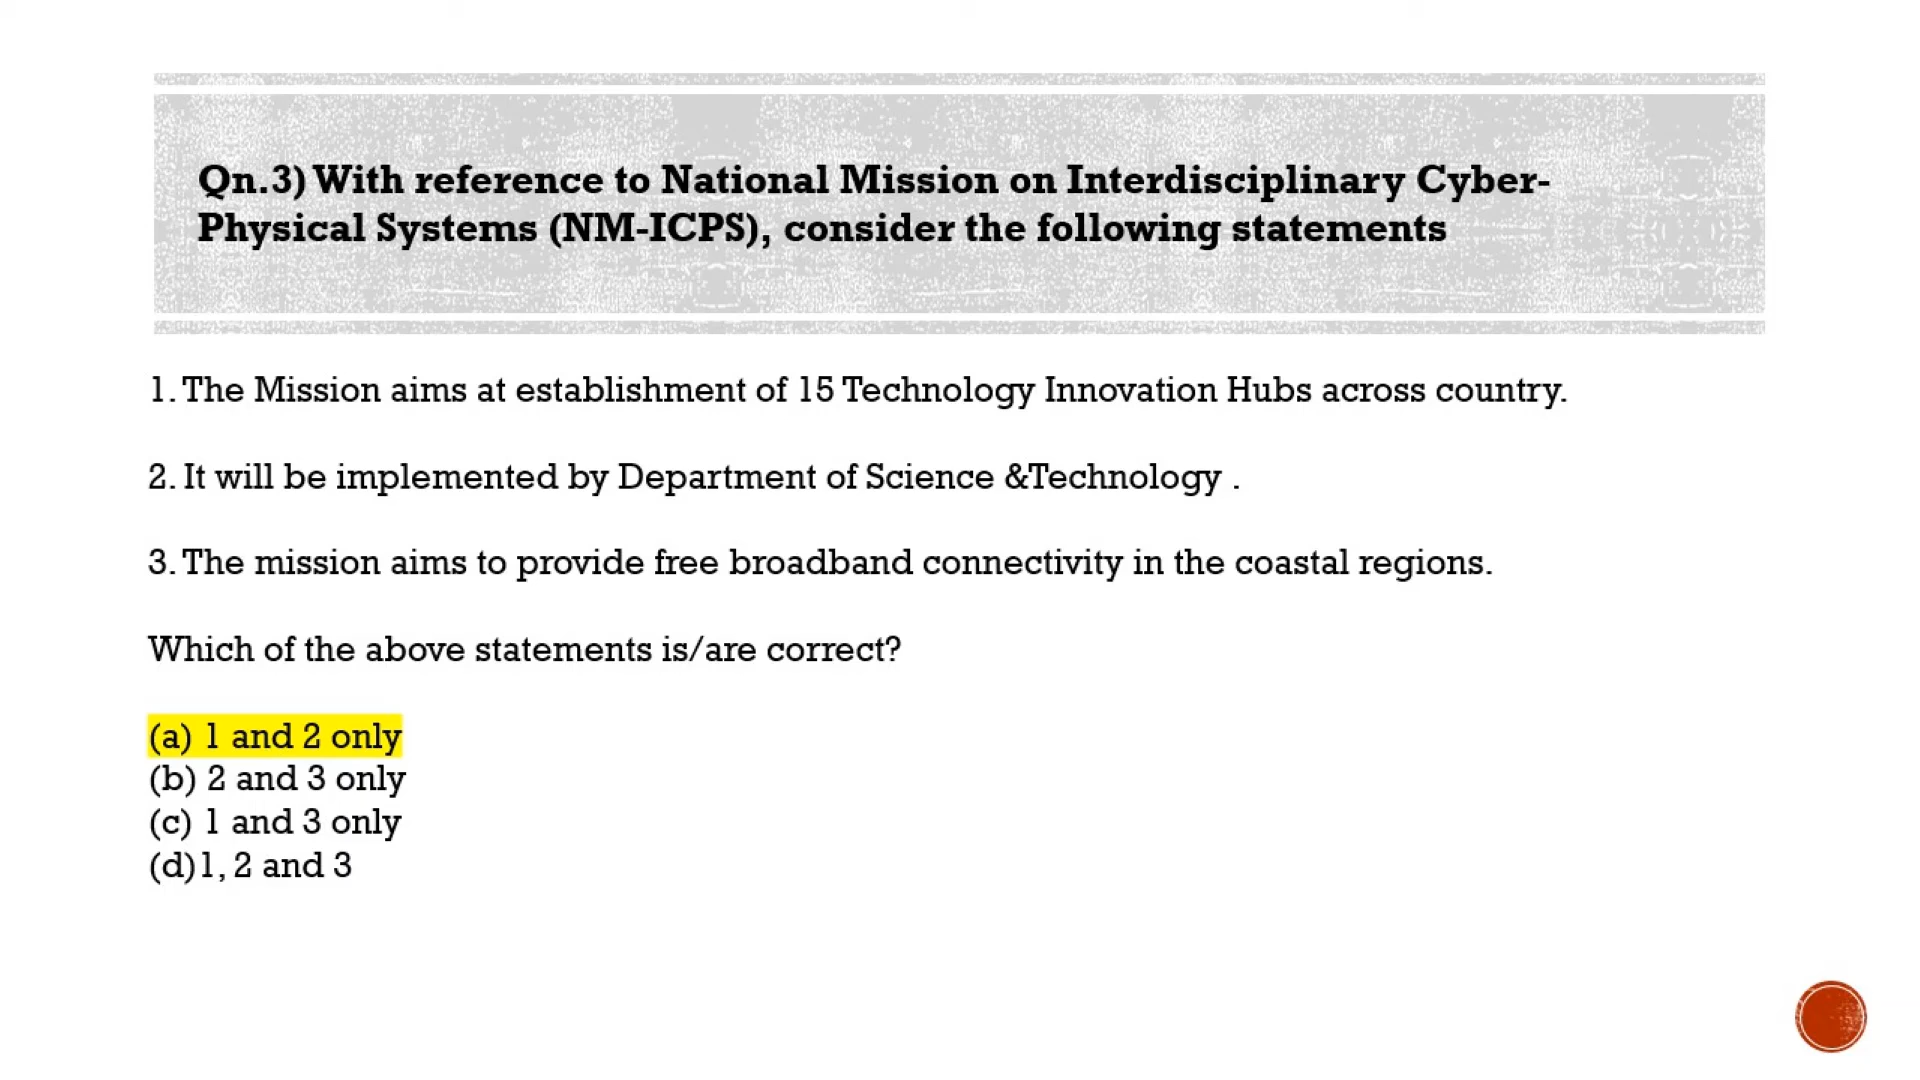 Qn.3) With reference to National Mission on Interdisciplinary Cyber-
Physical Systems (NM-ICPS), consider the following statements
1. The Mission aims at establishment of 15 Technology Innovation Hubs across country.
2. It will be implemented by Department of Science &Technology .
3. The mission aims to provide free broadband connectivity in the coastal regions.
Which of the above statements is/are correct?
(a) 1 and 2 only
(b) 2 and 3 only
(c) 1 and 3 only
(d)1, 2 and 3